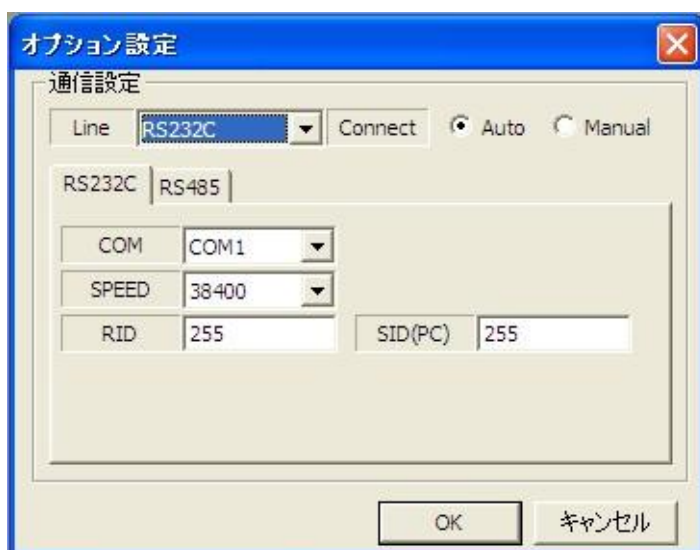 オプション設定
通信設定
Line RS232C Connect Auto Manual
RS232C RS485
COM COM1
SPEED 38400
RID 255 SID(PC) 255
OK キャンセル